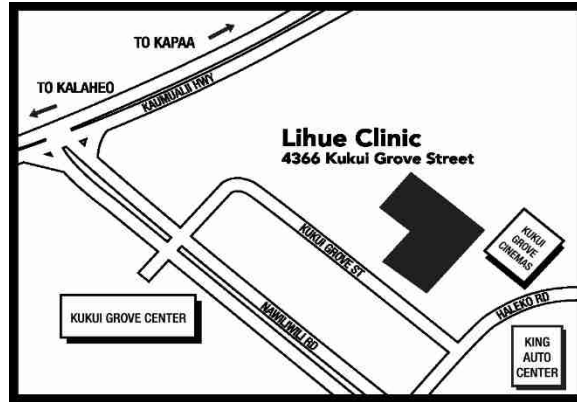 TO KAPAA
TO KALAHEO
KAUMUALII HWY
Lihue Clinic
4366 Kukui Grove Street
KUKUI
GROVE
CINEMAS
KUKUI GROVE ST.
HALEKO RD
KUKUI GROVE CENTER
NAWILIWILI RD
KING
AUTO
CENTER